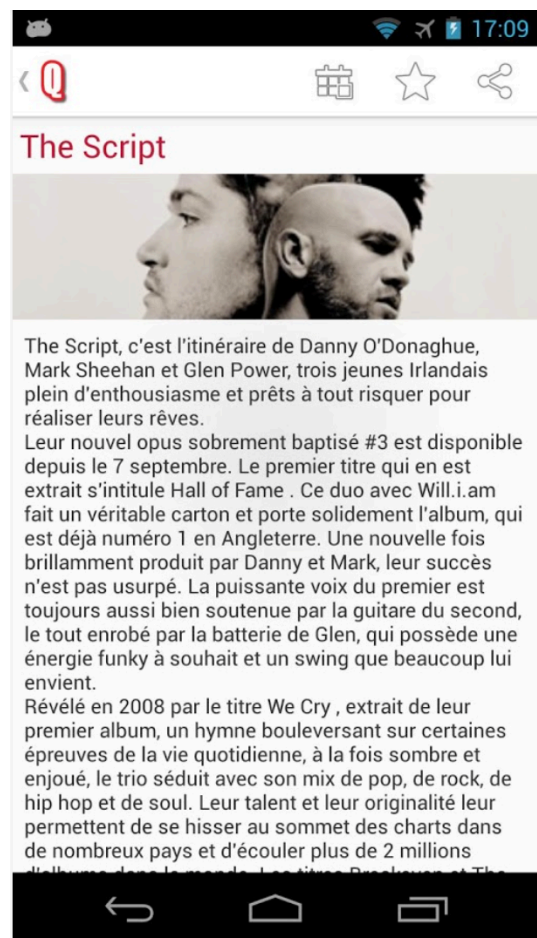 17:09
Q
The Script
The Script, c'est l'itinéraire de Danny O'Donaghue,
Mark Sheehan et Glen Power, trois jeunes Irlandais
plein d'enthousiasme et prêts à tout risquer pour
réaliser leurs rêves.
Leur nouvel opus sobrement baptisé #3 est disponible
depuis le 7 septembre. Le premier titre qui en est
extrait s'intitule Hall of Fame . Ce duo avec Will.i.am
fait un véritable carton et porte solidement l'album, qui
est déjà numéro 1 en Angleterre. Une nouvelle fois
brillamment produit par Danny et Mark, leur succès
n'est pas usurpé. La puissante voix du premier est
toujours aussi bien soutenue par la guitare du second,
le tout enrobé par la batterie de Glen, qui possède une
énergie funky à souhait et un swing que beaucoup lui
envient.
Révélé en 2008 par le titre We Cry , extrait de leur
premier album, un hymne bouleversant sur certaines
épreuves de la vie quotidienne, à la fois sombre et
enjoué, le trio séduit avec son mix de pop, de rock, de
hip hop et de soul. Leur talent et leur originalité leur
permettent de se hisser au sommet des charts dans
de nombreux pays et d'écouler plus de 2 millions
d'albums dans le monde. Les titres Breakeven et The